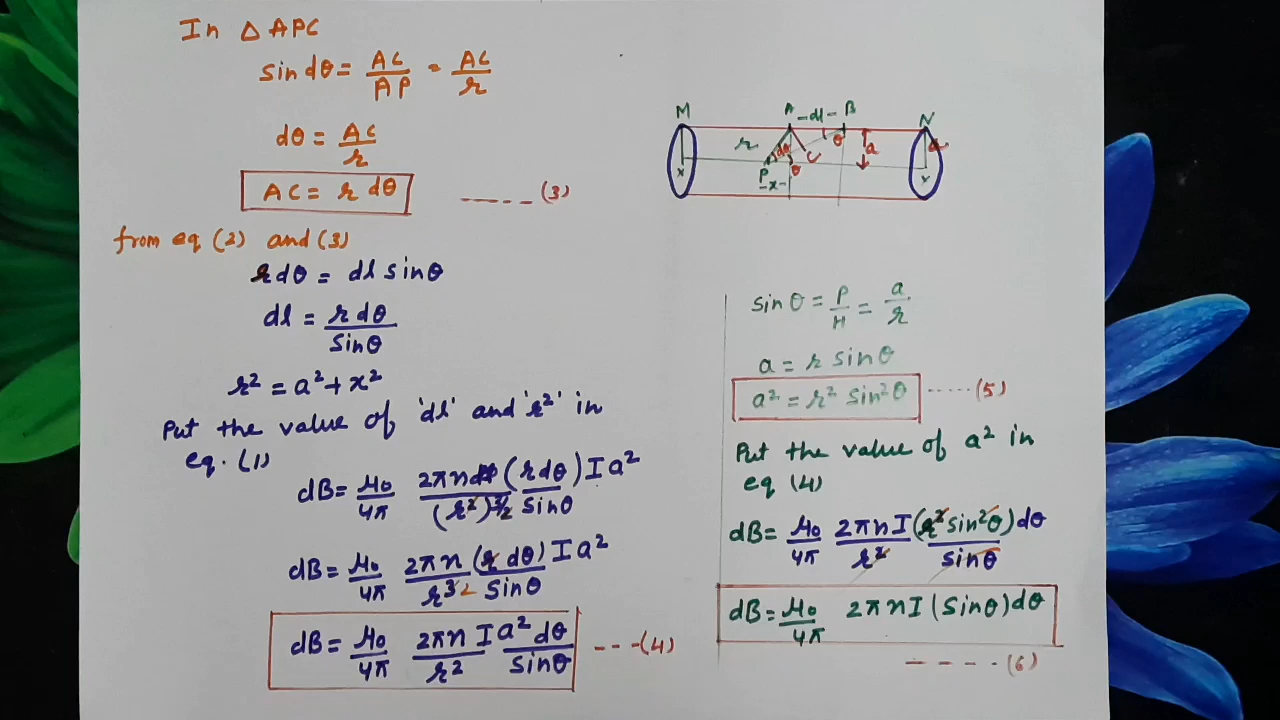 In △ APC
sin dθ = AC/AP = AC/r
dθ = AC/r
AC = r dθ ----- (3)
from eq (2) and (3)
r dθ = dl sinθ
dl = r dθ / sinθ
r² = a² + x²
Put the value of 'dl' and 'r²' in
eq. (1)
dB = μ₀/4π 2πn (r dθ) I a² / (r²)^3/2 sinθ
dB = μ₀/4π 2πn (r dθ) I a² / r³ 2 sinθ
dB = μ₀/4π 2πn I a² dθ / r² sinθ ---(4)
M A -dl- B N
r dθ C θ a a
P θ x x
-x-
sinθ = P/H = a/r
a = r sinθ
a² = r² sin²θ .....(5)
Put the value of a² in
eq (4)
dB = μ₀/4π 2πnI (r² sin²θ) dθ / r² sinθ
dB = μ₀/4π 2πnI (sinθ) dθ
---- (6)